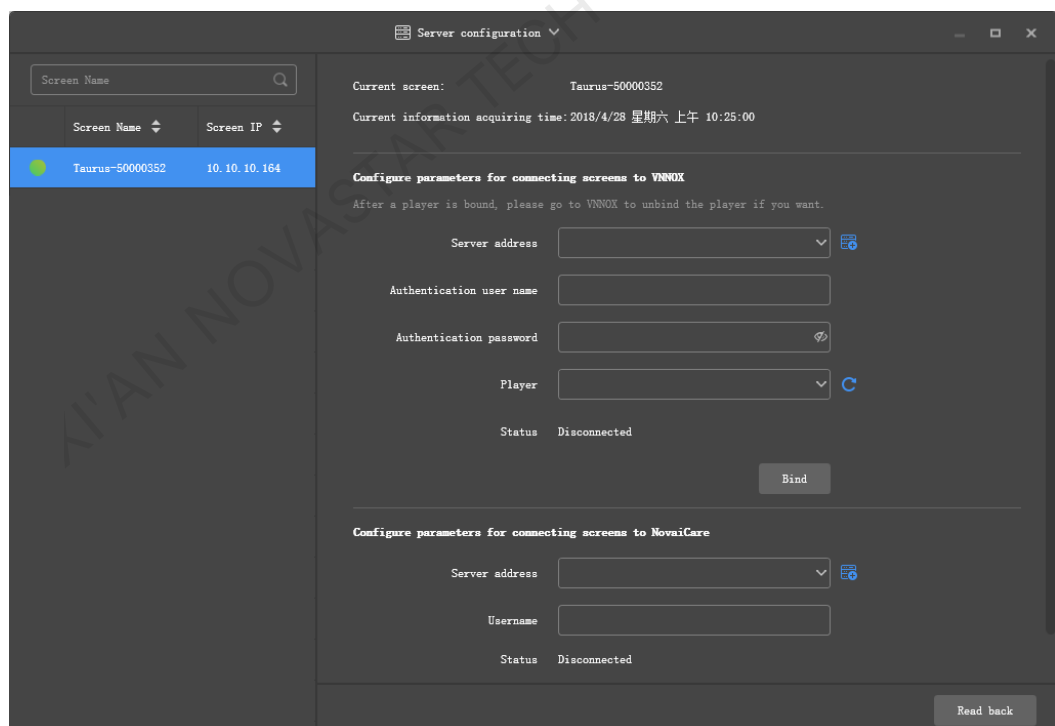 Server configuration
Screen Name
Screen Name Screen IP
Taurus-50000352 10.10.10.164
Current screen: Taurus-50000352
Current information acquiring time: 2018/4/28 星期六 上午 10:25:00
Configure parameters for connecting screens to VNNOX
After a player is bound, please go to VNNOX to unbind the player if you want.
Server address
Authentication user name
Authentication password
Player
Status Disconnected
Bind
Configure parameters for connecting screens to NovaiCare
Server address
Username
Status Disconnected
Read back
XI'AN NOVASTAR TECH